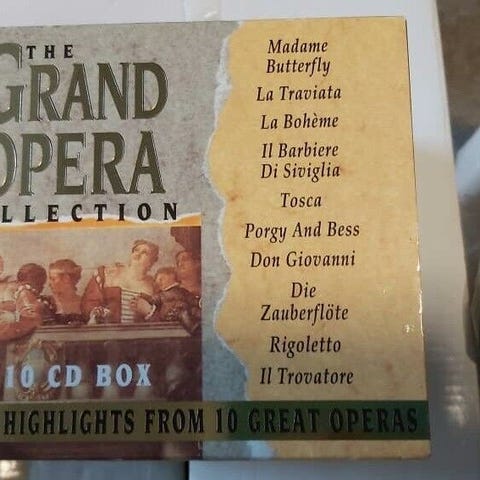 THE
GRAND
OPERA
COLLECTION
10 CD BOX
HIGHLIGHTS FROM 10 GREAT OPERAS
Madame
Butterfly
La Traviata
La Bohème
Il Barbiere
Di Siviglia
Tosca
Porgy And Bess
Don Giovanni
Die
Zauberflöte
Rigoletto
Il Trovatore